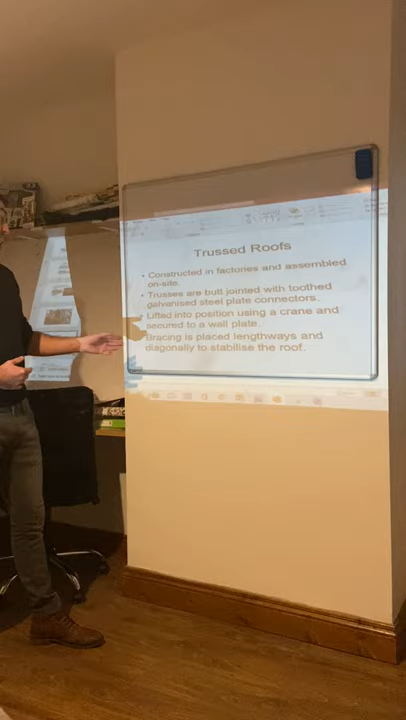 Trussed Roofs
• Constructed in factories and assembled
on-site.
• Trusses are butt jointed with toothed
galvanised steel plate connectors.
• Lifted into position using a crane and
secured to a wall plate.
• Bracing is placed lengthways and
diagonally to stabilise the roof.